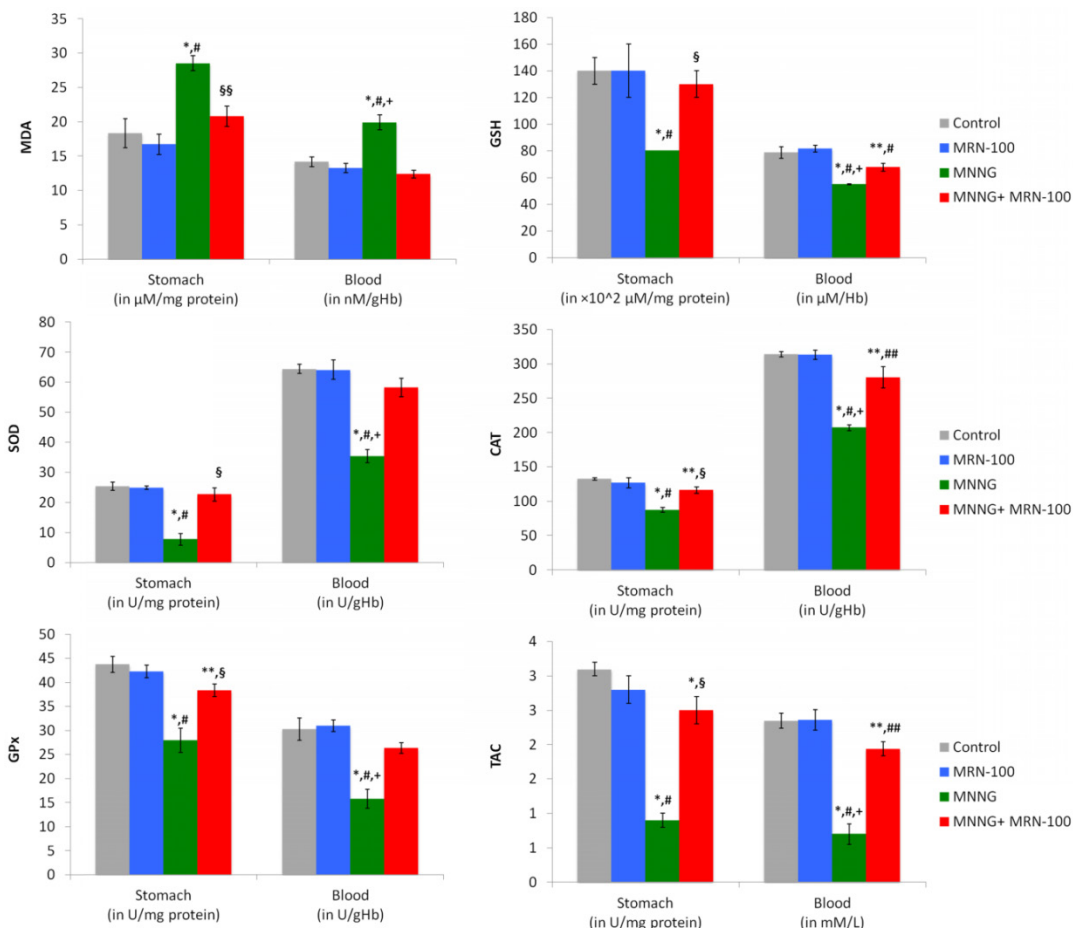 35
30
25
20
15
10
5
0
MDA
*,#
§§
*,#,+
Stomach
(in µM/mg protein)
Blood
(in nM/gHb)
180
160
140
120
100
80
60
40
20
0
GSH
*,#
§
*,#,+
**,#
Stomach
(in ×10^2 µM/mg protein)
Blood
(in µM/Hb)
Control
MRN-100
MNNG
MNNG+ MRN-100
80
70
60
50
40
30
20
10
0
SOD
*,#
§
*,#,+
Stomach
(in U/mg protein)
Blood
(in U/gHb)
350
300
250
200
150
100
50
0
CAT
*,#
**,§
*,#,+
**,##
Stomach
(in U/mg protein)
Blood
(in U/gHb)
Control
MRN-100
MNNG
MNNG+ MRN-100
50
45
40
35
30
25
20
15
10
5
0
GPx
*,#
**,§
*,#,+
Stomach
(in U/mg protein)
Blood
(in U/gHb)
4
3
3
2
2
1
1
0
TAC
*,#
*,§
*,#,+
**,##
Stomach
(in U/mg protein)
Blood
(in mM/L)
Control
MRN-100
MNNG
MNNG+ MRN-100